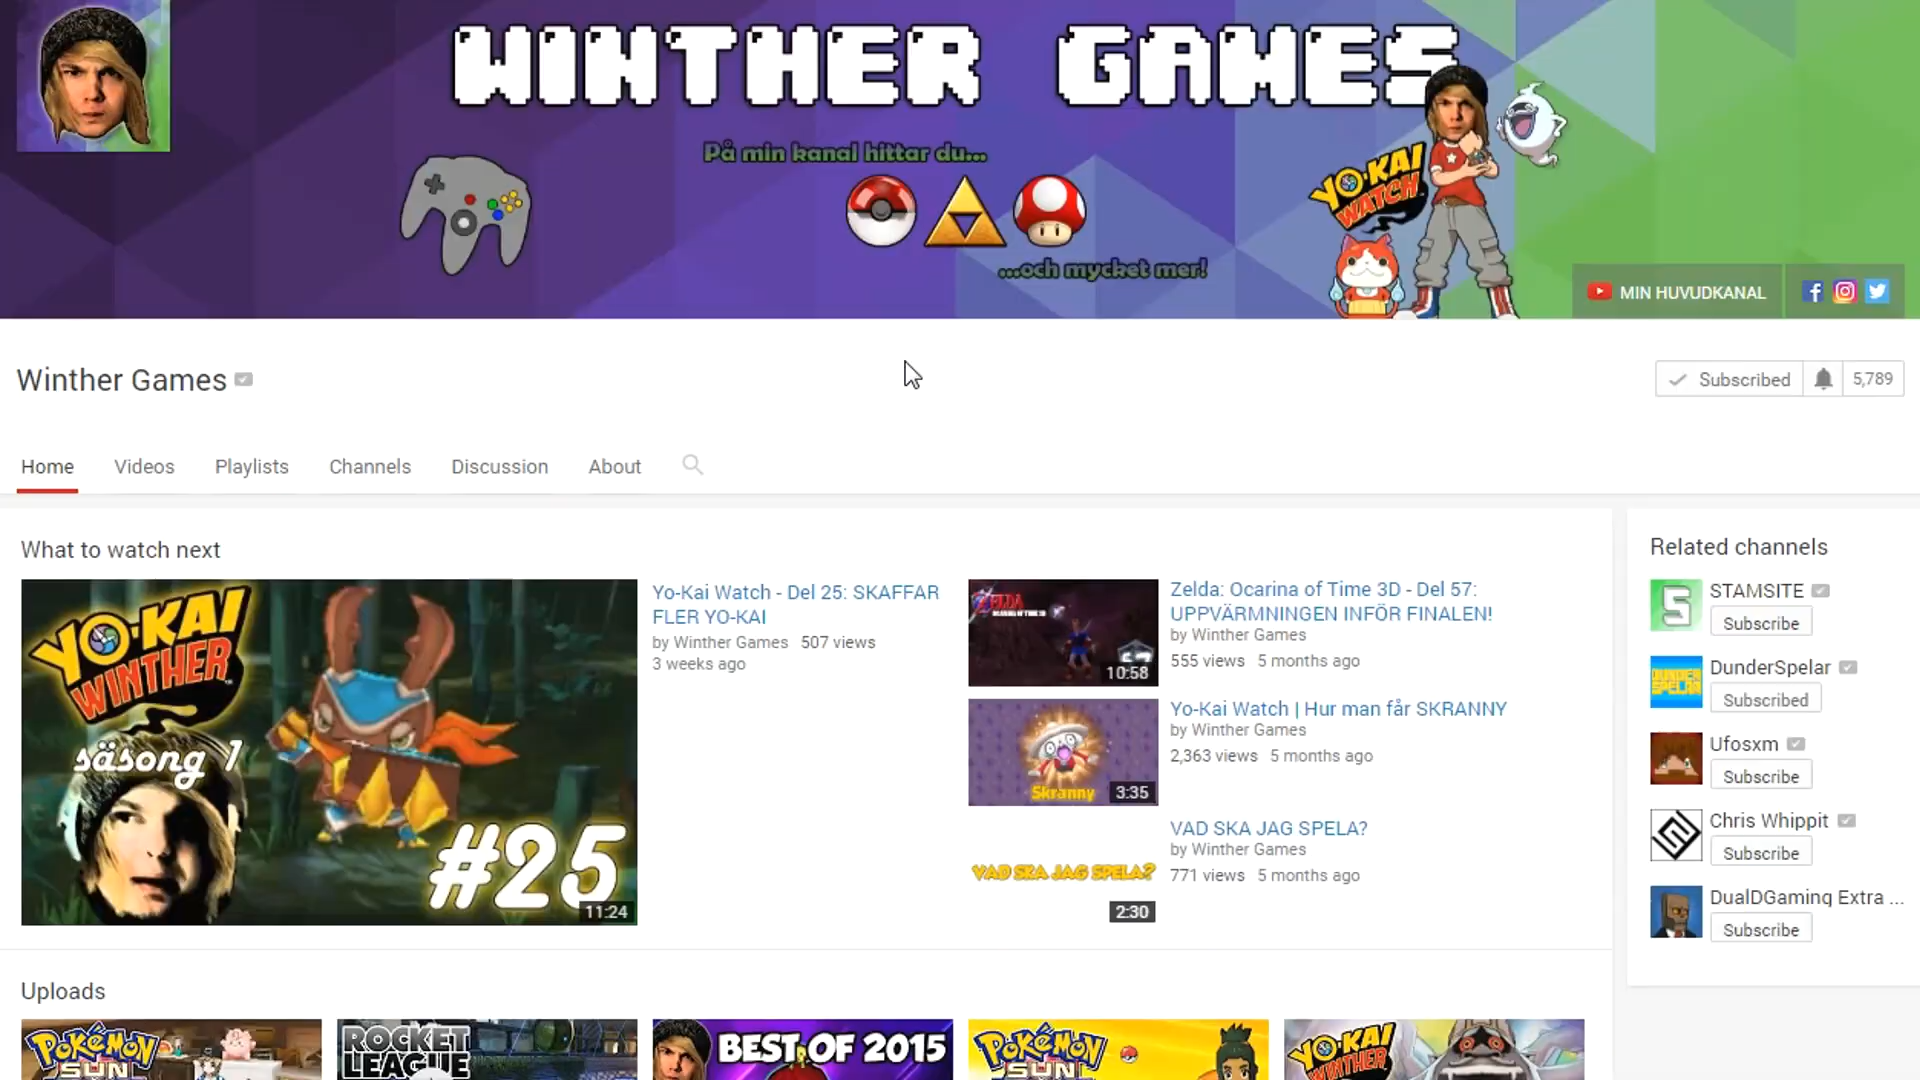 WINTHER GAMES
På min kanal hittar du...
YO-KAI
WATCH
...och mycket mer!
MIN HUVUDKANAL
Winther Games
Subscribed
5,789
Home
Videos
Playlists
Channels
Discussion
About
What to watch next
YO-KAI
WINTHER
säsong 1
#25
11:24
Yo-Kai Watch - Del 25: SKAFFAR
FLER YO-KAI
by Winther Games 507 views
3 weeks ago
ZELDA
10:58
Zelda: Ocarina of Time 3D - Del 57:
UPPVÄRMNINGEN INFÖR FINALEN!
by Winther Games
555 views 5 months ago
Skranny
3:35
Yo-Kai Watch | Hur man får SKRANNY
by Winther Games
2,363 views 5 months ago
VAD SKA JAG SPELA?
2:30
VAD SKA JAG SPELA?
by Winther Games
771 views 5 months ago
Related channels
S
STAMSITE
Subscribe
DUNDER
SPELAR
DunderSpelar
Subscribed
Ufosxm
Subscribe
Chris Whippit
Subscribe
DualDGaming Extra ...
Subscribe
Uploads
POKéMON
SUN
ROCKET
LEAGUE
BEST OF 2015
POKéMON
SUN
YO-KAI
WINTHER